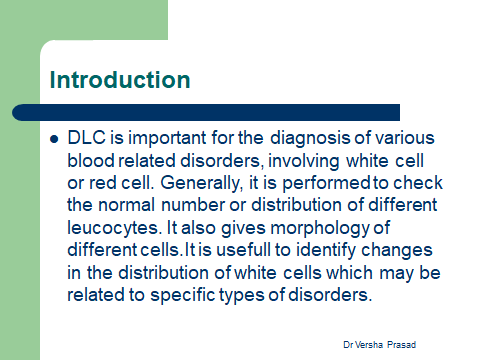 Introduction
DLC is important for the diagnosis of various
blood related disorders, involving white cell
or red cell. Generally, it is performed to check
the normal number or distribution of different
leucocytes. It also gives morphology of
different cells.It is usefull to identify changes
in the distribution of white cells which may be
related to specific types of disorders.
Dr Versha Prasad